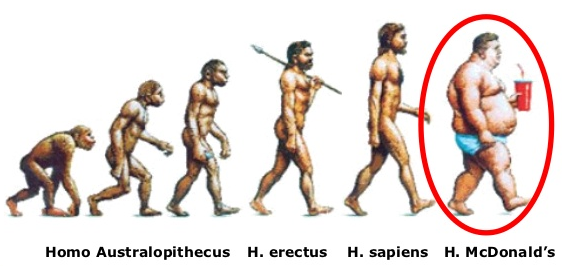 Homo Australopithecus H. erectus H. sapiens H. McDonald's